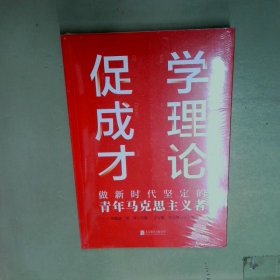 学理论
促成才
做新时代坚定的
青年马克思主义者